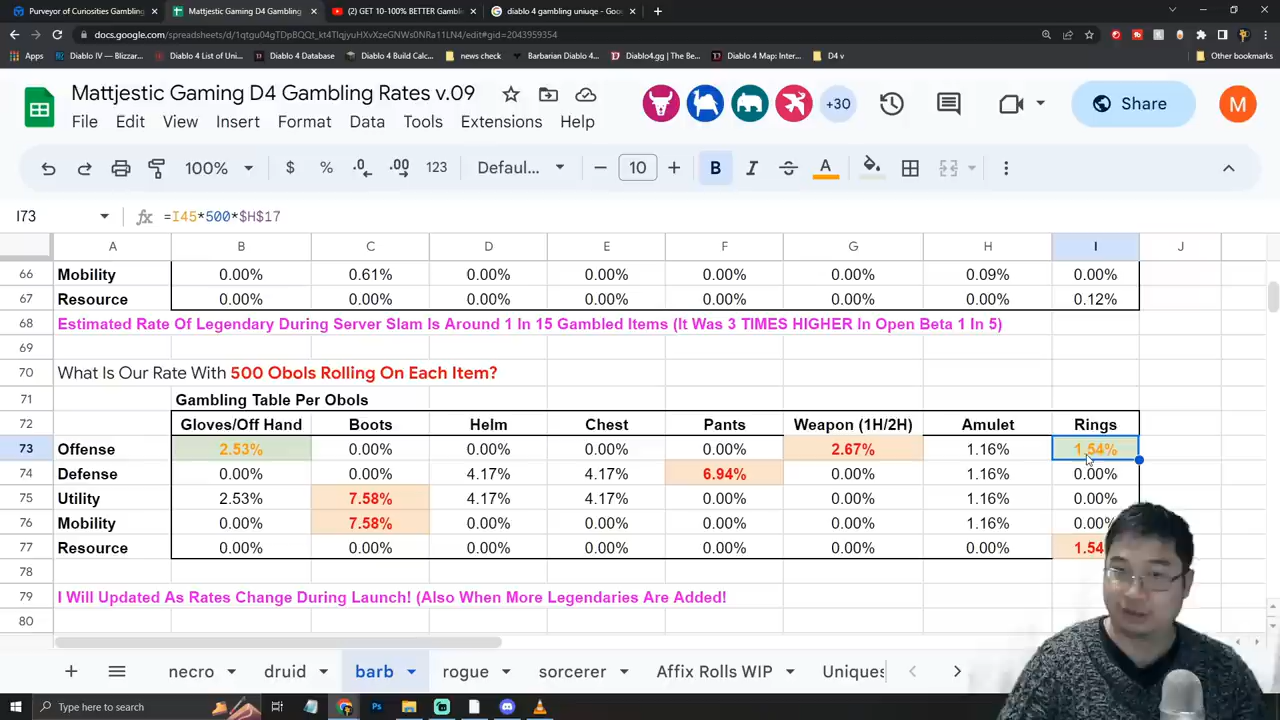 Purveyor of Curiosities Gambling
Mattjestic Gaming D4 Gambling
(2) GET 10-100% BETTER Gambli
diablo 4 gambling uniuqe - Goo
docs.google.com/spreadsheets/d/1qtgu04gTDpBQQt_kt4TlqjyuHXvXzeGNWs0NRa11LN4/edit#gid=2043959354
Apps
Diablo IV — Blizzar...
Diablo 4 List of Uni...
Diablo 4 Database
Diablo 4 Build Calc...
news check
Barbarian Diablo 4...
Diablo4.gg | The Be...
Diablo 4 Map: Inter...
D4 v
Other bookmarks
Mattjestic Gaming D4 Gambling Rates v.09
+30
Share
M
File Edit View Insert Format Data Tools Extensions Help
100% $ % .0 .00 123 Defaul... 10 B I S A
I73 fx =I45*500*$H$17
A B C D E F G H I J
66 Mobility 0.00% 0.61% 0.00% 0.00% 0.00% 0.00% 0.09% 0.00%
67 Resource 0.00% 0.00% 0.00% 0.00% 0.00% 0.00% 0.00% 0.12%
68 Estimated Rate Of Legendary During Server Slam Is Around 1 In 15 Gambled Items (It Was 3 TIMES HIGHER In Open Beta 1 In 5)
69
70 What Is Our Rate With 500 Obols Rolling On Each Item?
71 Gambling Table Per Obols
72 Gloves/Off Hand Boots Helm Chest Pants Weapon (1H/2H) Amulet Rings
73 Offense 2.53% 0.00% 0.00% 0.00% 0.00% 2.67% 1.16% 1.54%
74 Defense 0.00% 0.00% 4.17% 4.17% 6.94% 0.00% 1.16% 0.00%
75 Utility 2.53% 7.58% 4.17% 4.17% 0.00% 0.00% 1.16% 0.00%
76 Mobility 0.00% 7.58% 0.00% 0.00% 0.00% 0.00% 1.16% 0.00
77 Resource 0.00% 0.00% 0.00% 0.00% 0.00% 0.00% 0.00% 1.54
78
79 I Will Updated As Rates Change During Launch! (Also When More Legendaries Are Added!
80
necro druid barb rogue sorcerer Affix Rolls WIP Uniques
Type here to search